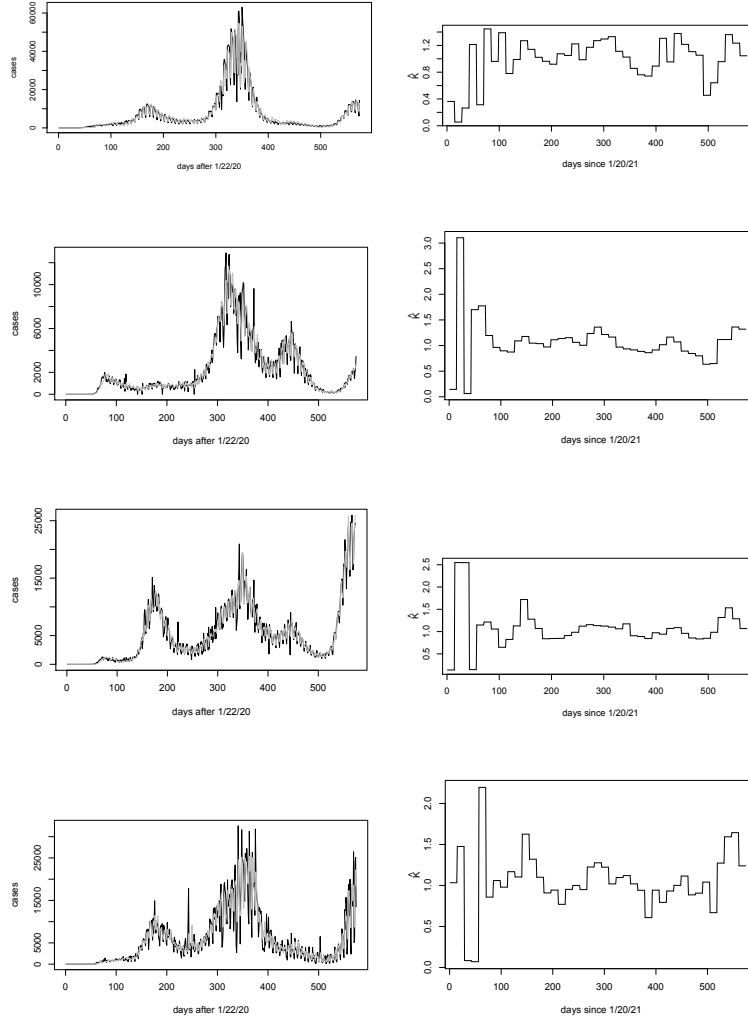 cases
0 20000 40000 60000
0 100 200 300 400 500
days after 1/22/20
K̂
0.0 0.4 0.8 1.2
0 100 200 300 400 500
days since 1/20/21
cases
0 2000 6000 10000
0 100 200 300 400 500
days after 1/22/20
K̂
0.0 0.5 1.0 1.5 2.0 2.5 3.0
0 100 200 300 400 500
days since 1/20/21
cases
0 5000 15000 25000
0 100 200 300 400 500
days after 1/22/20
K̂
0.5 1.0 1.5 2.0 2.5
0 100 200 300 400 500
days since 1/20/21
cases
0 5000 15000 25000
0 100 200 300 400 500
days after 1/22/20
K̂
0.0 0.5 1.0 1.5 2.0
0 100 200 300 400 500
days since 1/20/21